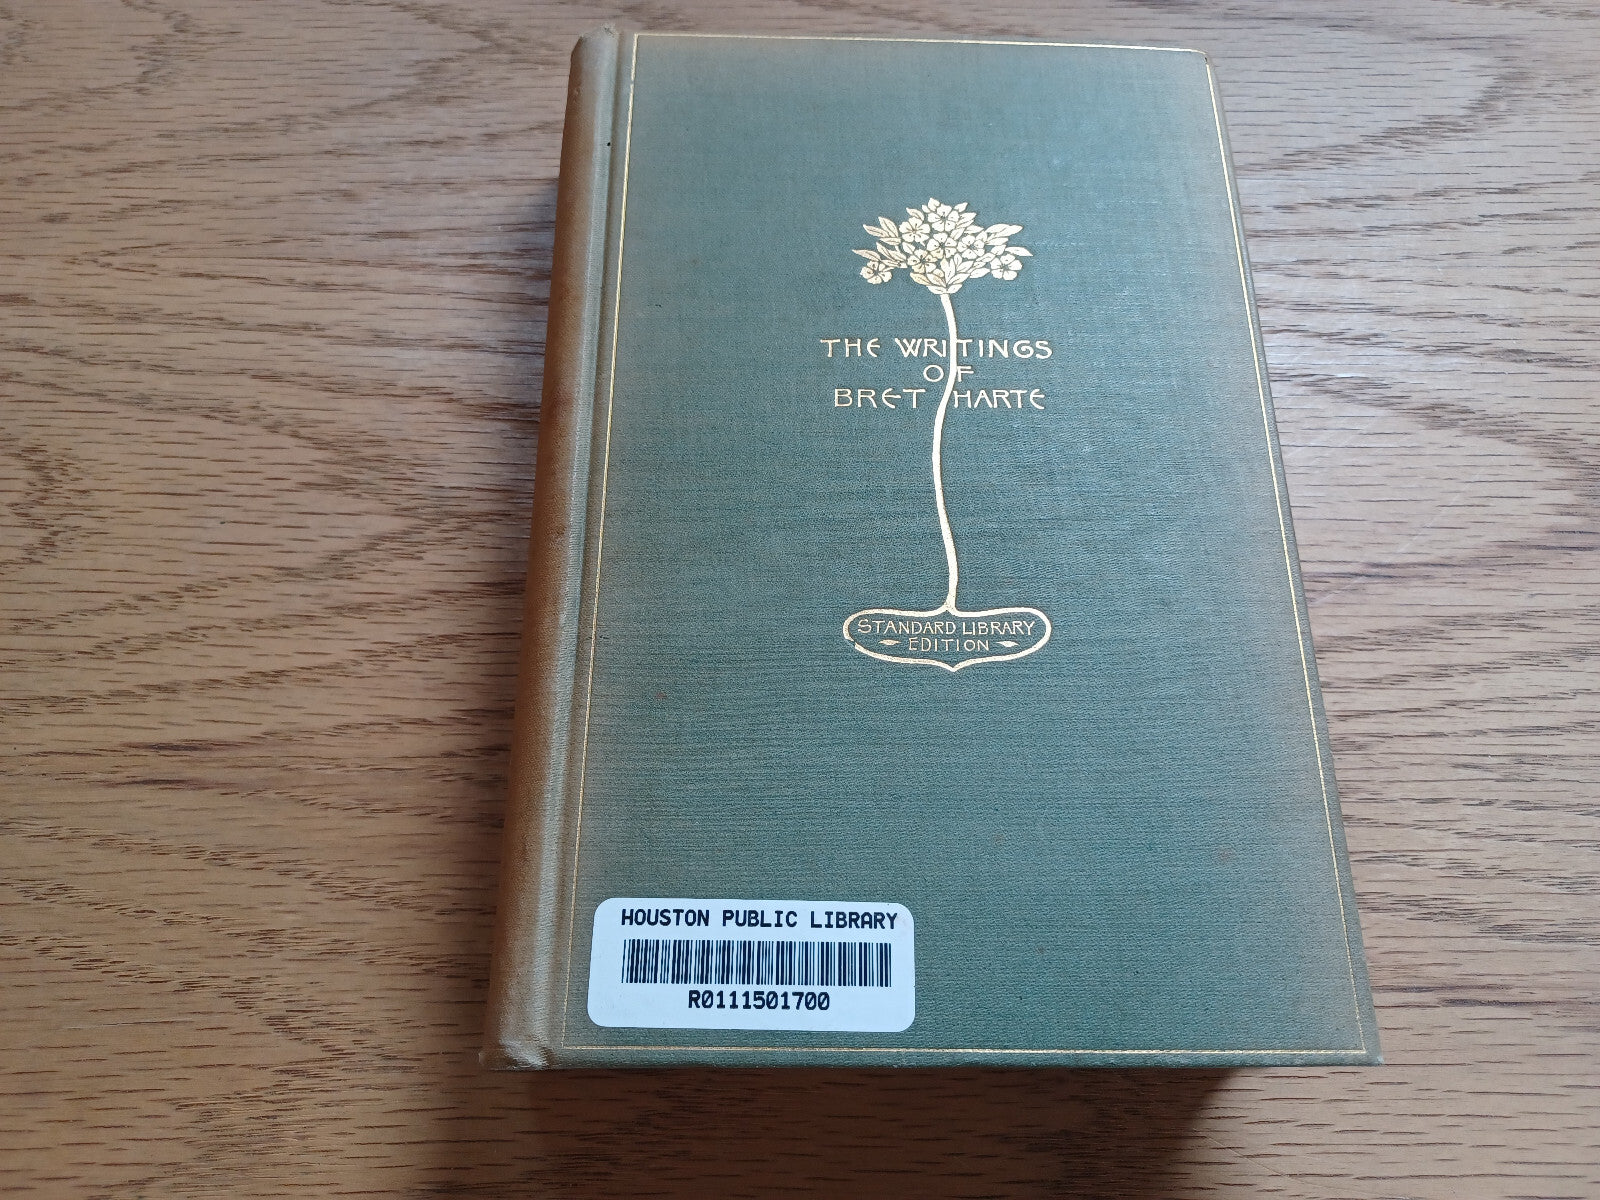 THE WRITINGS
OF
BRET HARTE
STANDARD LIBRARY
EDITION
HOUSTON PUBLIC LIBRARY
R0111501700